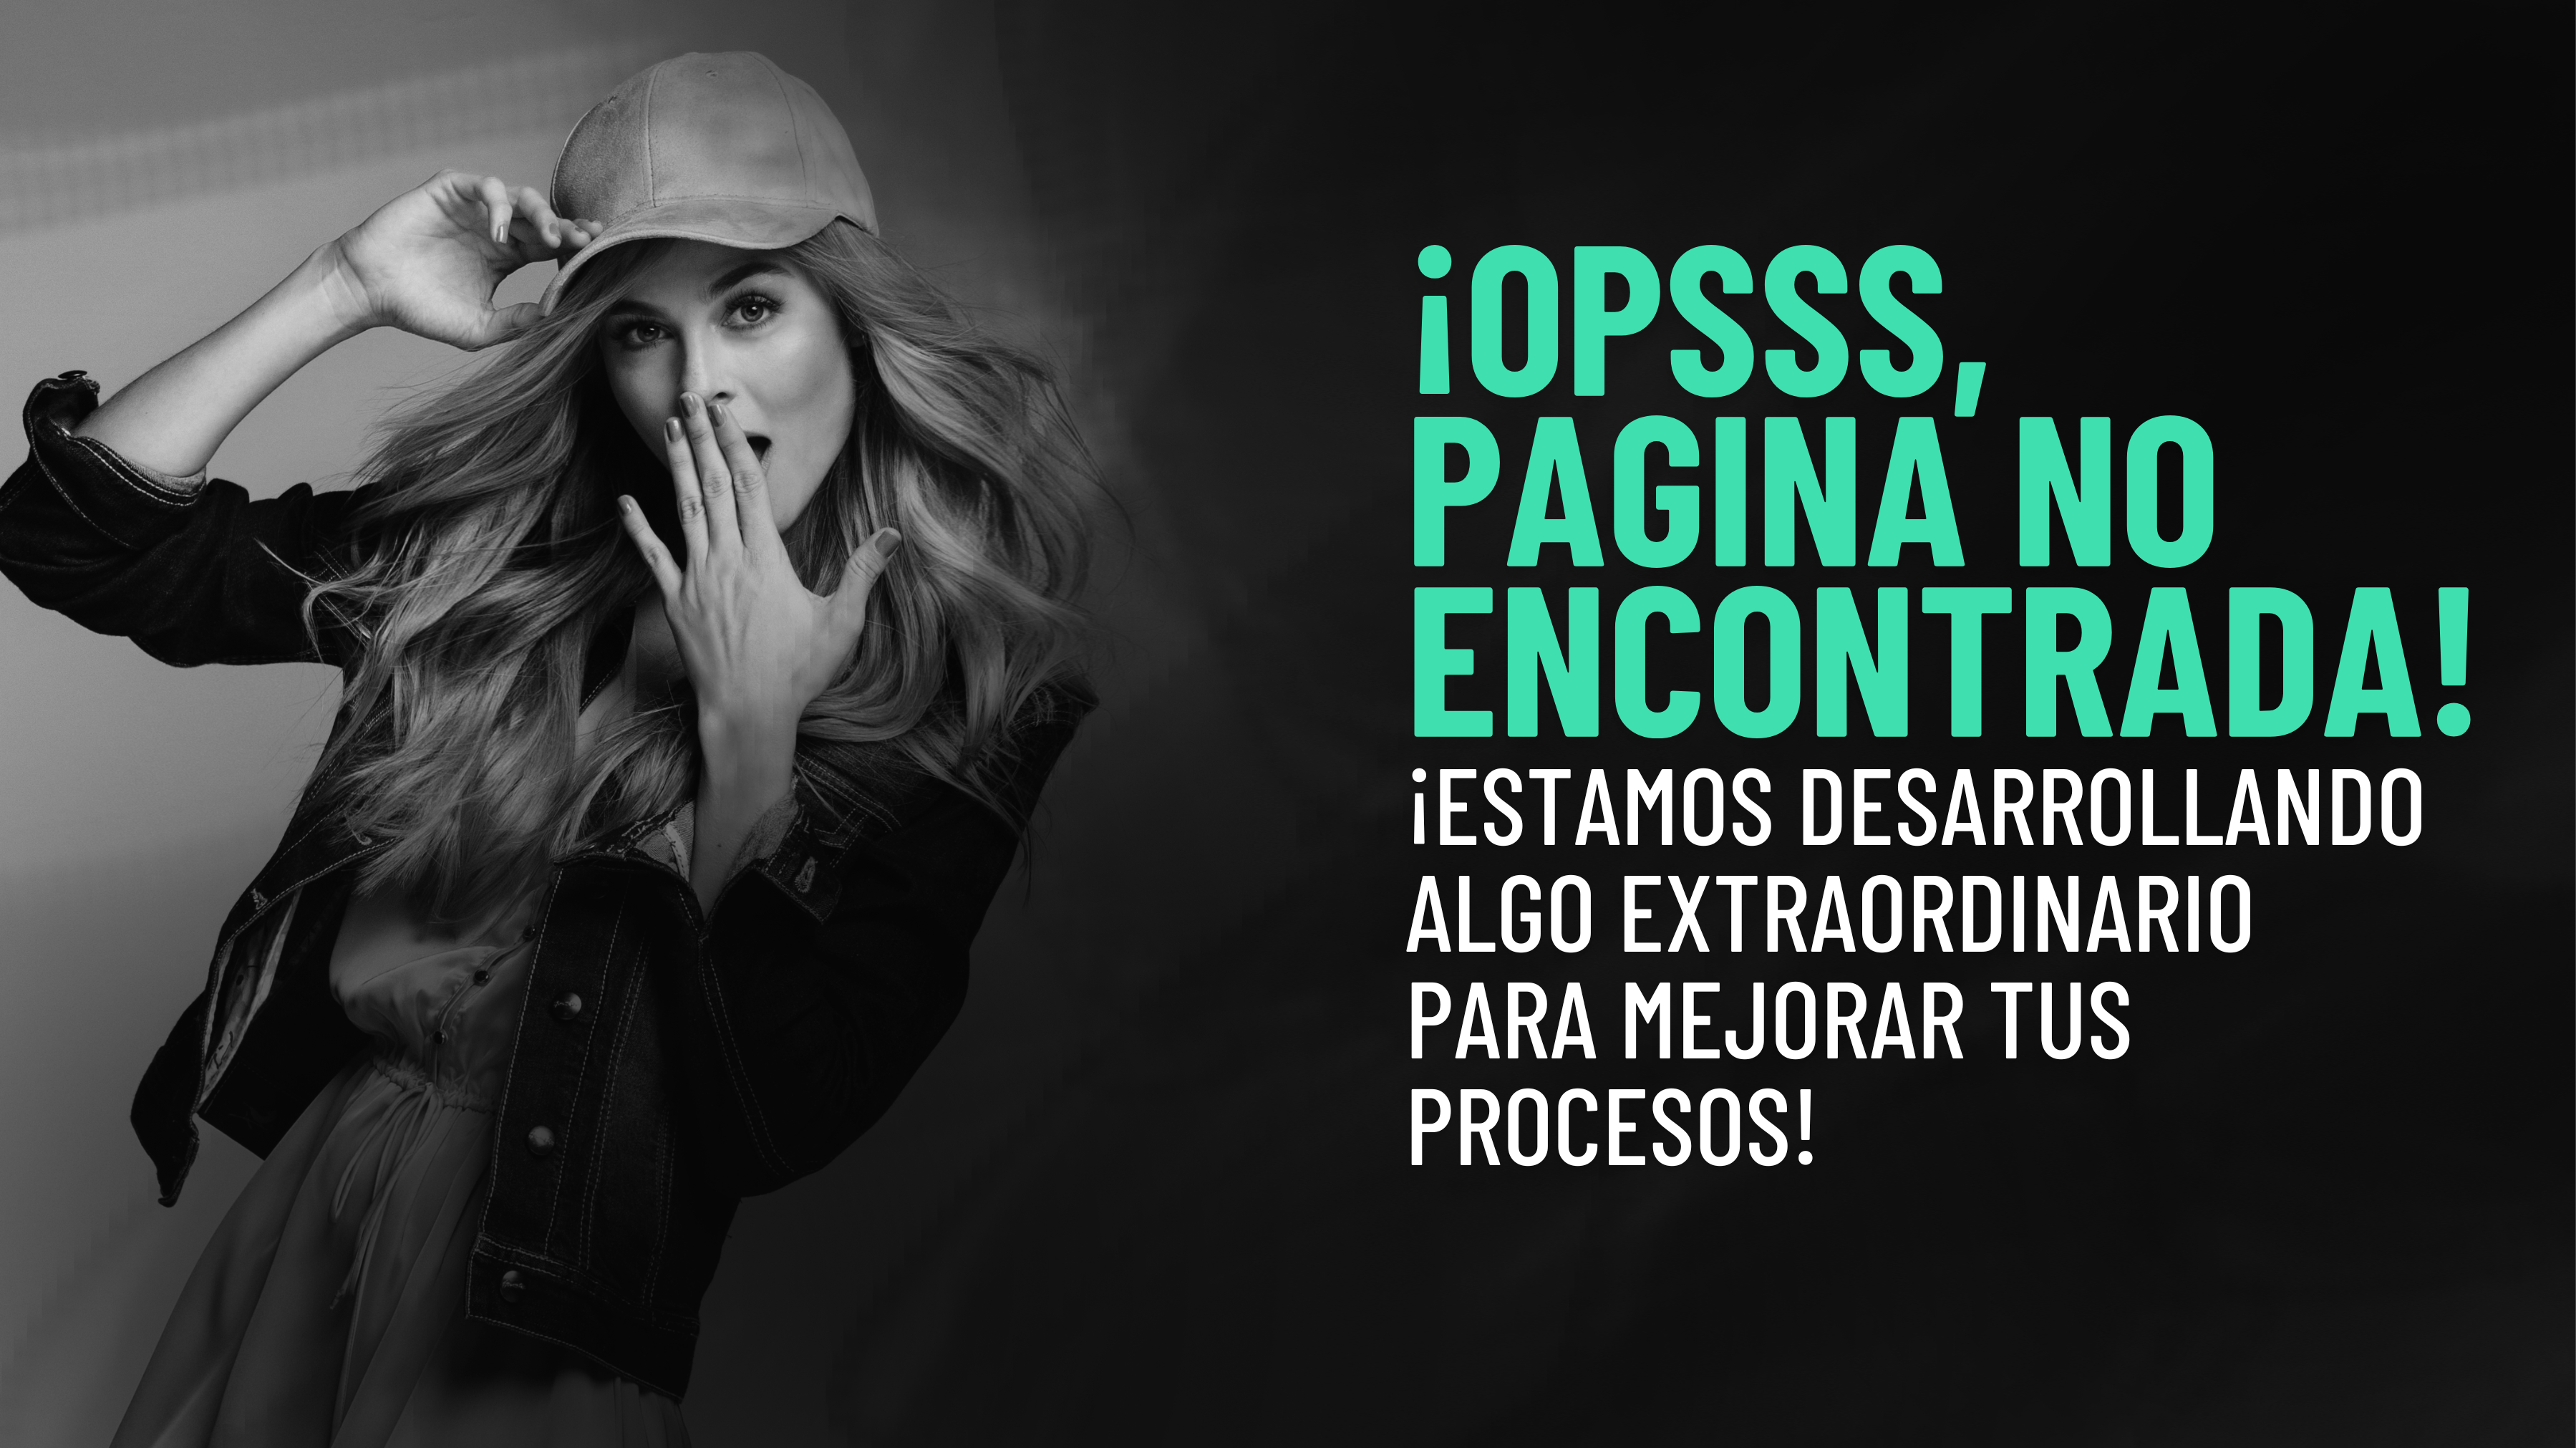 ¡OPSSS,
PAGINA NO
ENCONTRADA!
¡ESTAMOS DESARROLLANDO
ALGO EXTRAORDINARIO
PARA MEJORAR TUS
PROCESOS!